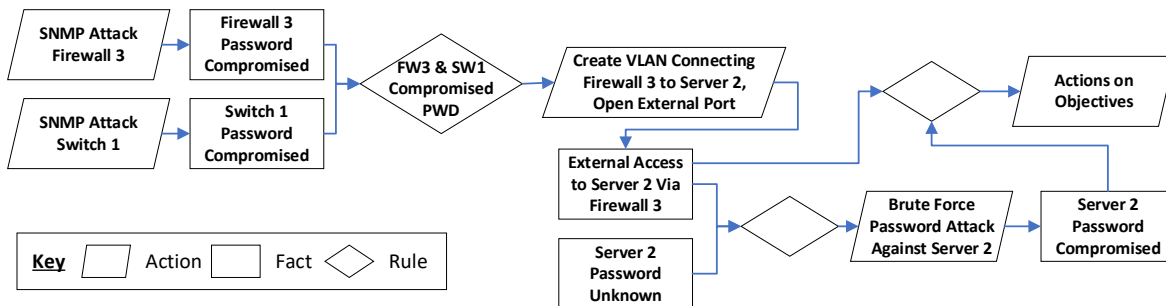 SNMP Attack
Firewall 3
Firewall 3
Password
Compromised
SNMP Attack
Switch 1
Switch 1
Password
Compromised
FW3 & SW1
Compromised
PWD
Create VLAN Connecting
Firewall 3 to Server 2,
Open External Port
Actions on
Objectives
External Access
to Server 2 Via
Firewall 3
Server 2
Password
Unknown
Brute Force
Password Attack
Against Server 2
Server 2
Password
Compromised
Key Action Fact Rule